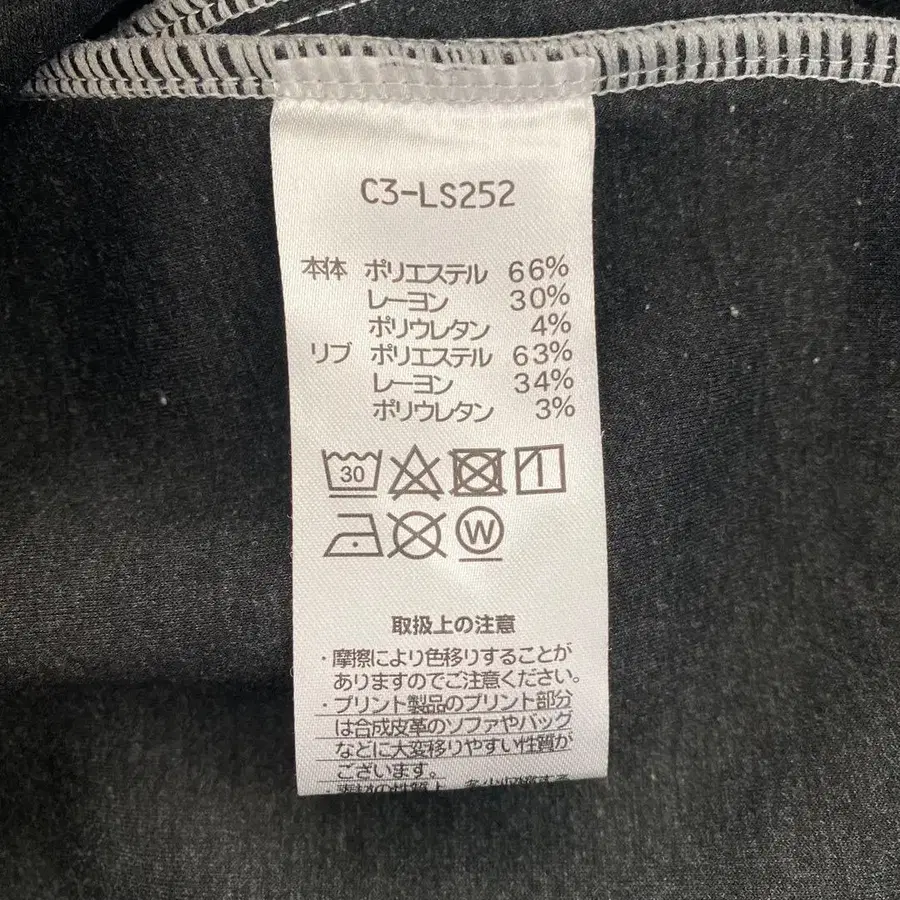 C3-LS252
本体 ポリエステル 66%
レーヨン 30%
ポリウレタン 4%
リブ ポリエステル 63%
レーヨン 34%
ポリウレタン 3%
30
W
取扱上の注意
・摩擦により色移りすることが
ありますのでご注意ください。
・プリント製品のプリント部分
は合成皮革のソファやバッグ
などに大変移りやすい性質が
ございます。